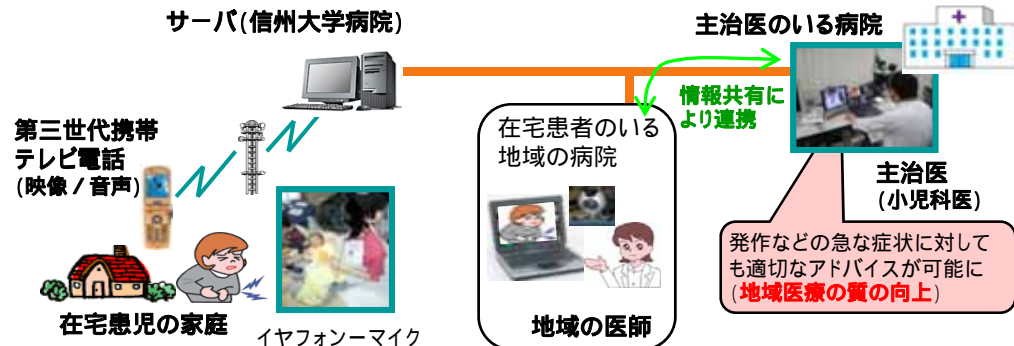 サーバ(信州大学病院)
主治医のいる病院
第三世代携帯
テレビ電話
(映像/音声)
在宅患者のいる
地域の病院
情報共有に
より連携
主治医
(小児科医)
発作などの急な症状に対して
も適切なアドバイスが可能に
(地域医療の質の向上)
在宅患児の家庭
イヤフォンーマイク
地域の医師